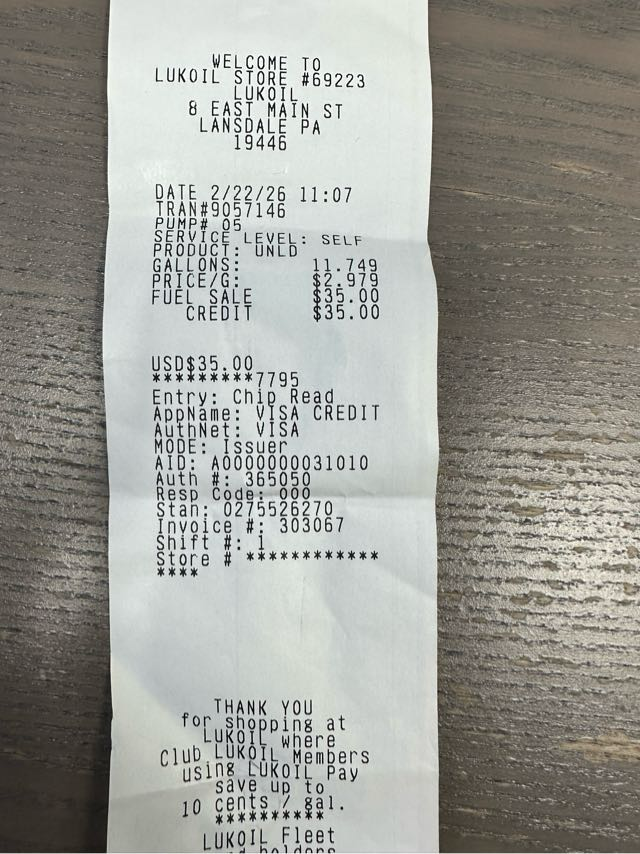 WELCOME TO
LUKOIL STORE #69223
LUKOIL
8 EAST MAIN ST
LANSDALE PA
19446
DATE 2/22/26 11:07
TRAN#9057146
PUMP# 05
SERVICE LEVEL: SELF
PRODUCT: UNLD
GALLONS: 11.749
PRICE/G: $2.979
FUEL SALE $35.00
CREDIT $35.00
USD$35.00
*********7795
Entry: Chip Read
AppName: VISA CREDIT
AuthNet: VISA
MODE: Issuer
AID: A0000000031010
Auth #: 365050
Resp Code: 000
Stan: 0275526270
Invoice #: 303067
Shift #: 1
Store # ************
****
THANK YOU
for shopping at
LUKOIL where
Club LUKOIL Members
using LUKOIL Pay
save up to
10 cents / gal.
**********
LUKOIL Fleet